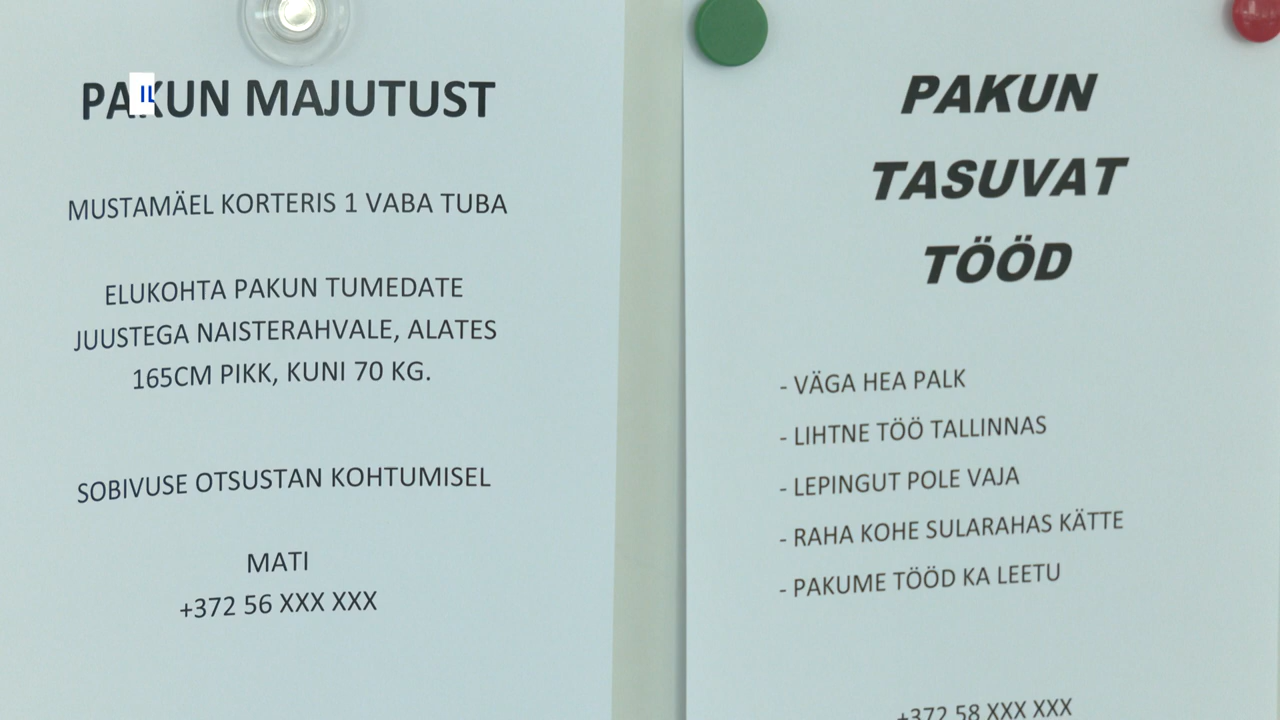 PAKUN MAJUTUST
MUSTAMÄEL KORTERIS 1 VABA TUBA
ELUKOHTA PAKUN TUMEDATE
JUUSTEGA NAISTERAHVALE, ALATES
165CM PIKK, KUNI 70 KG.
SOBIVUSE OTSUSTAN KOHTUMISEL
MATI
+372 56 XXX XXX
PAKUN
TASUVAT
TÖÖD
- VÄGA HEA PALK
- LIHTNE TÖÖ TALLINNAS
- LEPINGUT POLE VAJA
- RAHA KOHE SULARAHAS KÄTTE
- PAKUME TÖÖD KA LEETU
+372 58 XXX XXX